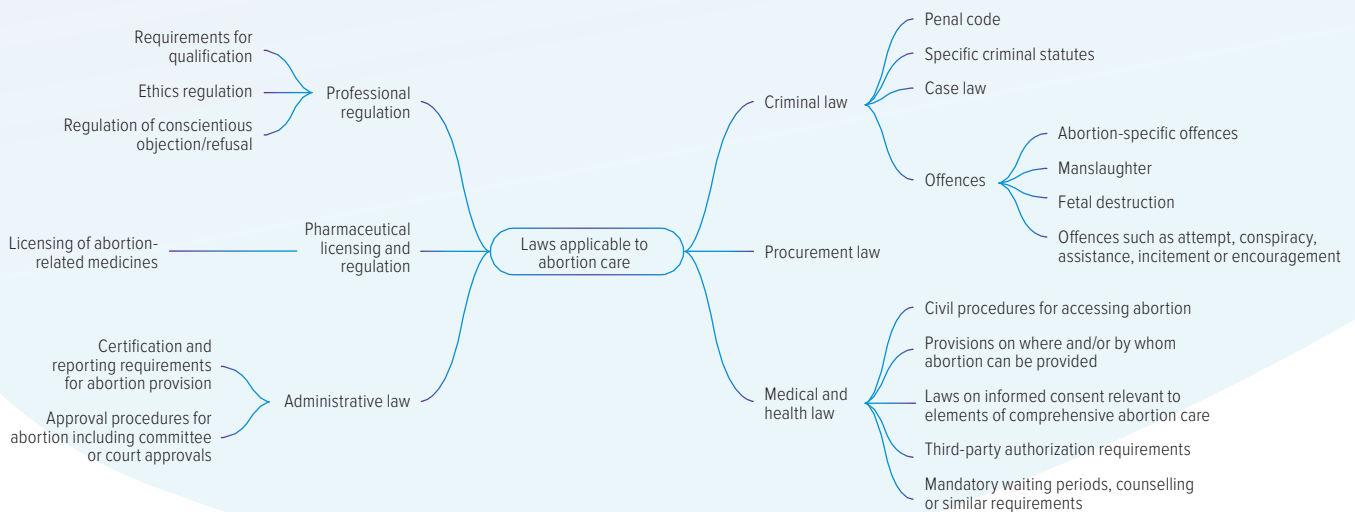 Requirements for
qualification
Ethics regulation
Regulation of conscientious
objection/refusal
Professional
regulation
Licensing of abortion-
related medicines
Pharmaceutical
licensing and
regulation
Certification and
reporting requirements
for abortion provision
Approval procedures for
abortion including committee
or court approvals
Administrative law
Laws applicable to
abortion care
Criminal law
Penal code
Specific criminal statutes
Case law
Offences
Abortion-specific offences
Manslaughter
Fetal destruction
Offences such as attempt, conspiracy,
assistance, incitement or encouragement
Procurement law
Medical and
health law
Civil procedures for accessing abortion
Provisions on where and/or by whom
abortion can be provided
Laws on informed consent relevant to
elements of comprehensive abortion care
Third-party authorization requirements
Mandatory waiting periods, counselling
or similar requirements